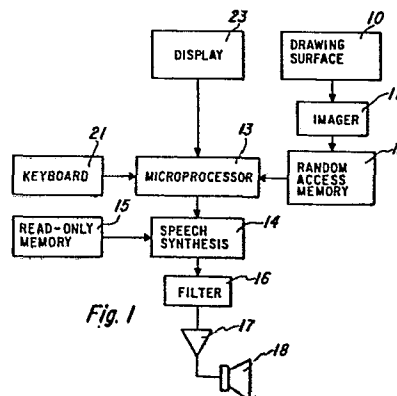 23
10
DISPLAY
DRAWING
SURFACE
IMAGER
21
13
KEYBOARD
MICROPROCESSOR
RANDOM
ACCESS
MEMORY
15
14
READ-ONLY
MEMORY
SPEECH
SYNTHESIS
16
FILTER
Fig. 1
17
18